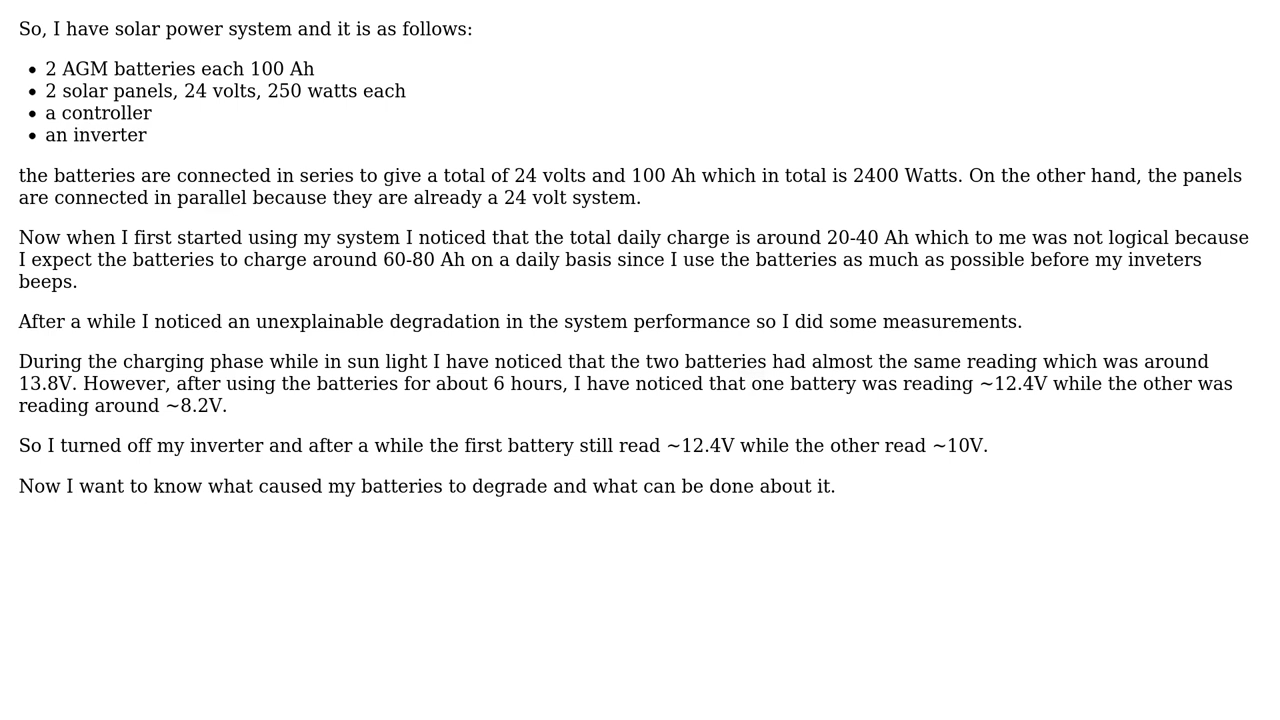 So, I have solar power system and it is as follows:
• 2 AGM batteries each 100 Ah
• 2 solar panels, 24 volts, 250 watts each
• a controller
• an inverter
the batteries are connected in series to give a total of 24 volts and 100 Ah which in total is 2400 Watts. On the other hand, the panels
are connected in parallel because they are already a 24 volt system.
Now when I first started using my system I noticed that the total daily charge is around 20-40 Ah which to me was not logical because
I expect the batteries to charge around 60-80 Ah on a daily basis since I use the batteries as much as possible before my inveters
beeps.
After a while I noticed an unexplainable degradation in the system performance so I did some measurements.
During the charging phase while in sun light I have noticed that the two batteries had almost the same reading which was around
13.8V. However, after using the batteries for about 6 hours, I have noticed that one battery was reading ~12.4V while the other was
reading around ~8.2V.
So I turned off my inverter and after a while the first battery still read ~12.4V while the other read ~10V.
Now I want to know what caused my batteries to degrade and what can be done about it.